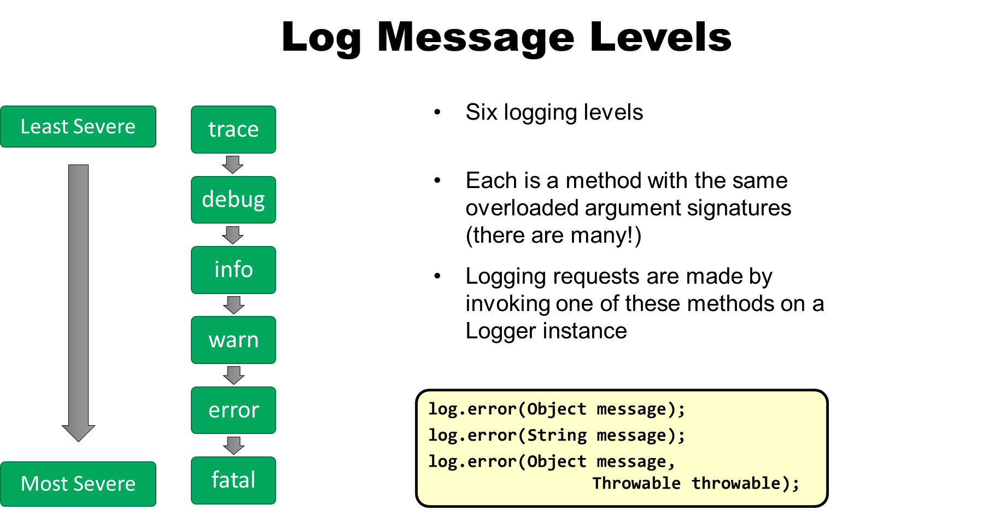 Log Message Levels
Least Severe
Most Severe
trace
debug
info
warn
error
fatal
• Six logging levels
• Each is a method with the same
overloaded argument signatures
(there are many!)
• Logging requests are made by
invoking one of these methods on a
Logger instance
log.error(Object message);
log.error(String message);
log.error(Object message,
Throwable throwable);